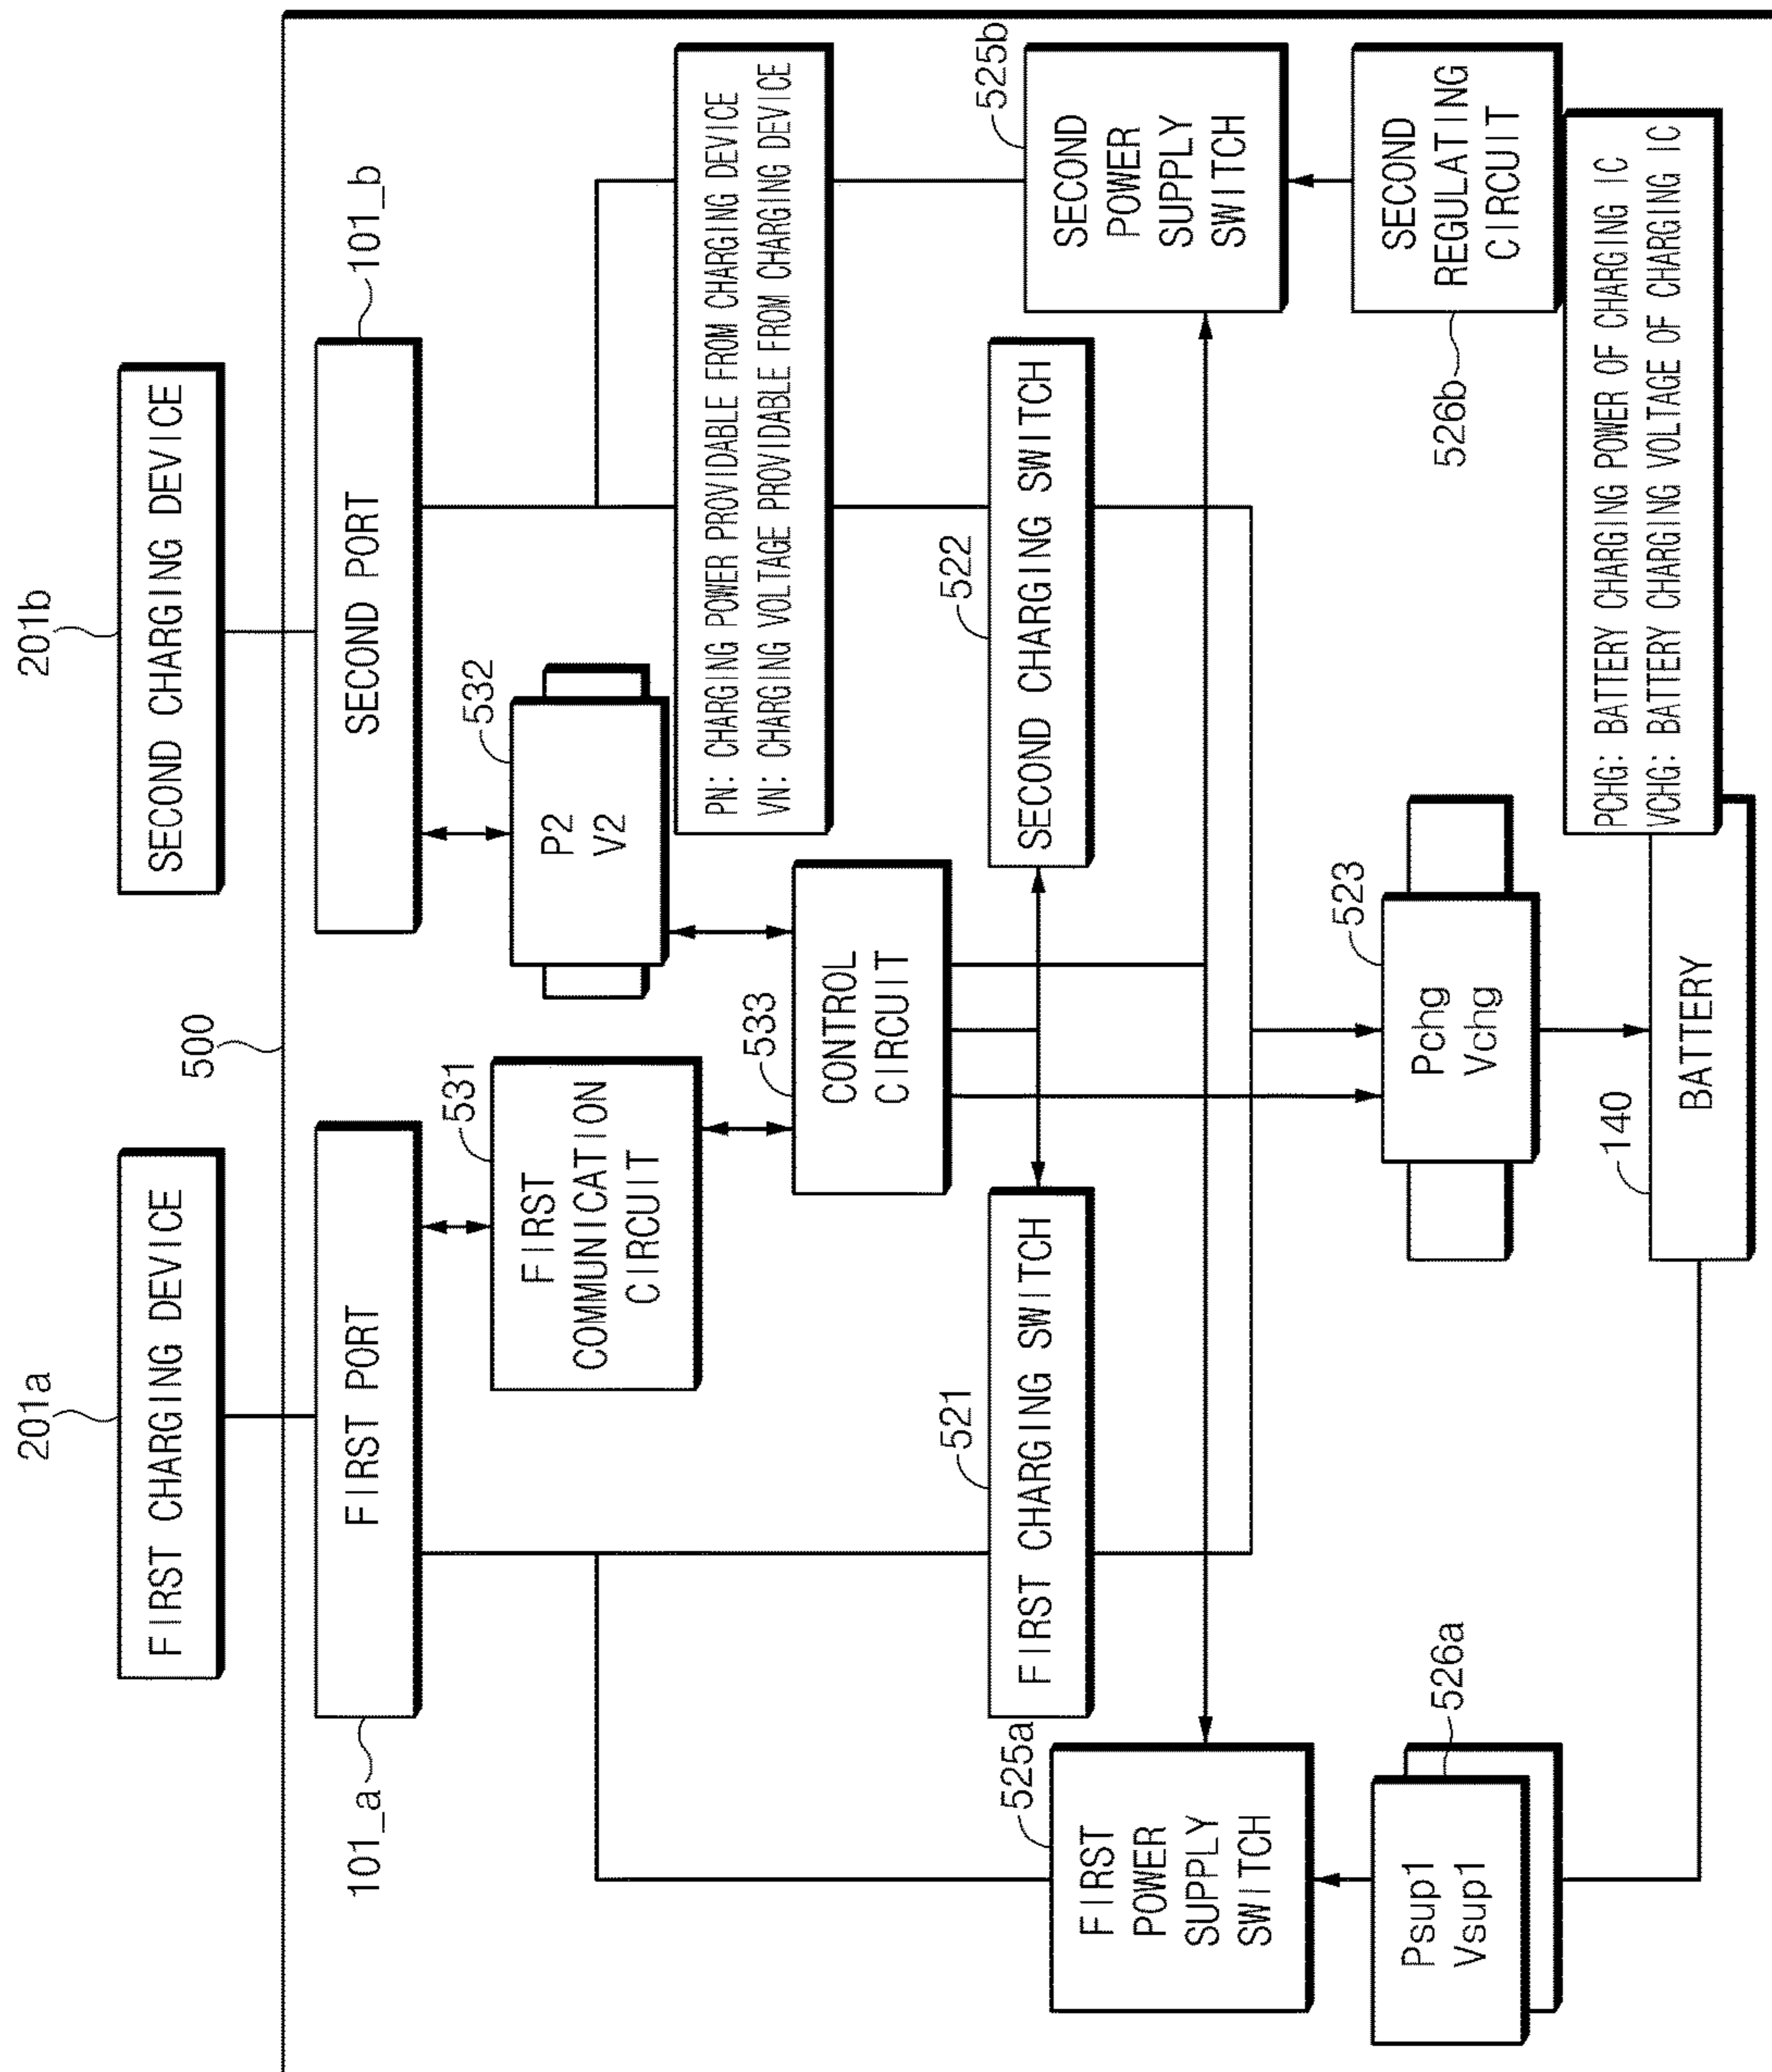 201a
201b
FIRST CHARGING DEVICE
SECOND CHARGING DEVICE
500
101_a
101_b
FIRST PORT
SECOND PORT
531
532
FIRST
COMMUNICATION
CIRCUIT
P2
V2
PN: CHARGING POWER PROVIDABLE FROM CHARGING DEVICE
VN: CHARGING VOLTAGE PROVIDABLE FROM CHARGING DEVICE
533
CONTROL
CIRCUIT
521
522
FIRST CHARGING SWITCH
SECOND CHARGING SWITCH
525a
525b
FIRST
POWER
SUPPLY
SWITCH
SECOND
POWER
SUPPLY
SWITCH
526a
Psup1
Vsup1
523
Pchg
Vchg
526b
SECOND
REGULATING
CIRCUIT
140
BATTERY
PCHG: BATTERY CHARGING POWER OF CHARGING IC
VCHG: BATTERY CHARGING VOLTAGE OF CHARGING IC